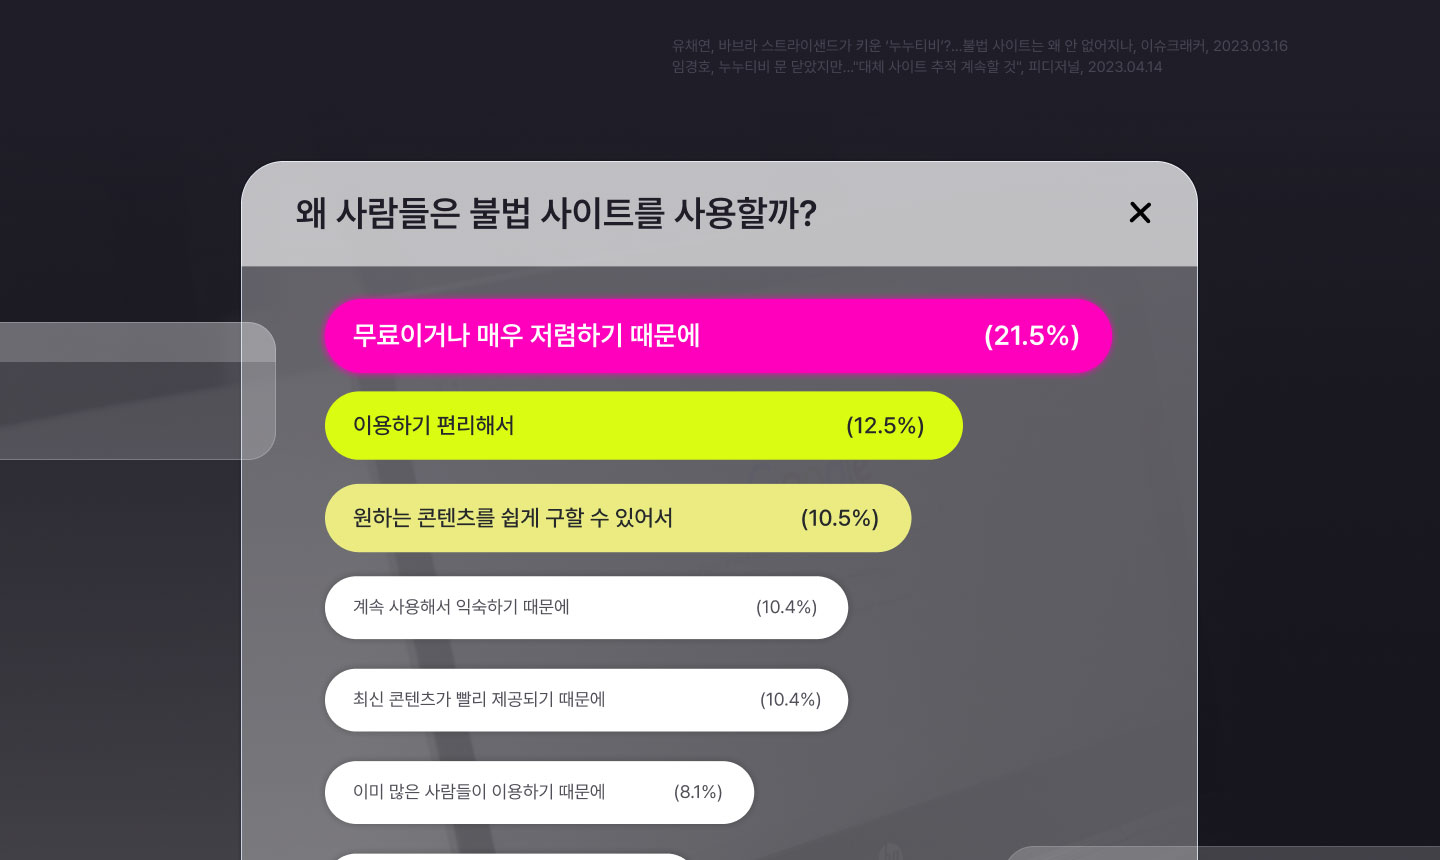 유채연, 바브라 스트라이샌드가 키운 '누누티비'?...불법 사이트는 왜 안 없어지나, 이슈크래커, 2023.03.16
임경호, 누누티비 문 닫았지만..."대체 사이트 추적 계속할 것", 피디저널, 2023.04.14
왜 사람들은 불법 사이트를 사용할까?
무료이거나 매우 저렴하기 때문에 (21.5%)
이용하기 편리해서 (12.5%)
Google
원하는 콘텐츠를 쉽게 구할 수 있어서 (10.5%)
계속 사용해서 익숙하기 때문에 (10.4%)
최신 콘텐츠가 빨리 제공되기 때문에 (10.4%)
이미 많은 사람들이 이용하기 때문에 (8.1%)
hp